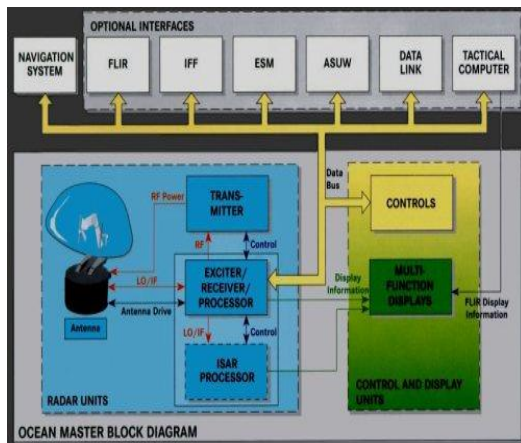 OPTIONAL INTERFACES
NAVIGATION
SYSTEM
FLIR
IFF
ESM
ASUW
DATA
LINK
TACTICAL
COMPUTER
Data
Bus
RF Power
TRANS-
MITTER
CONTROLS
RF
Control
EXCITER/
RECEIVER/
PROCESSOR
Display
Information
MULTI-
FUNCTION
DISPLAYS
FLIR Display
Information
LO/IF
Antenna Drive
Antenna
LO/IF
Control
ISAR
PROCESSOR
RADAR UNITS
CONTROL AND DISPLAY
UNITS
OCEAN MASTER BLOCK DIAGRAM